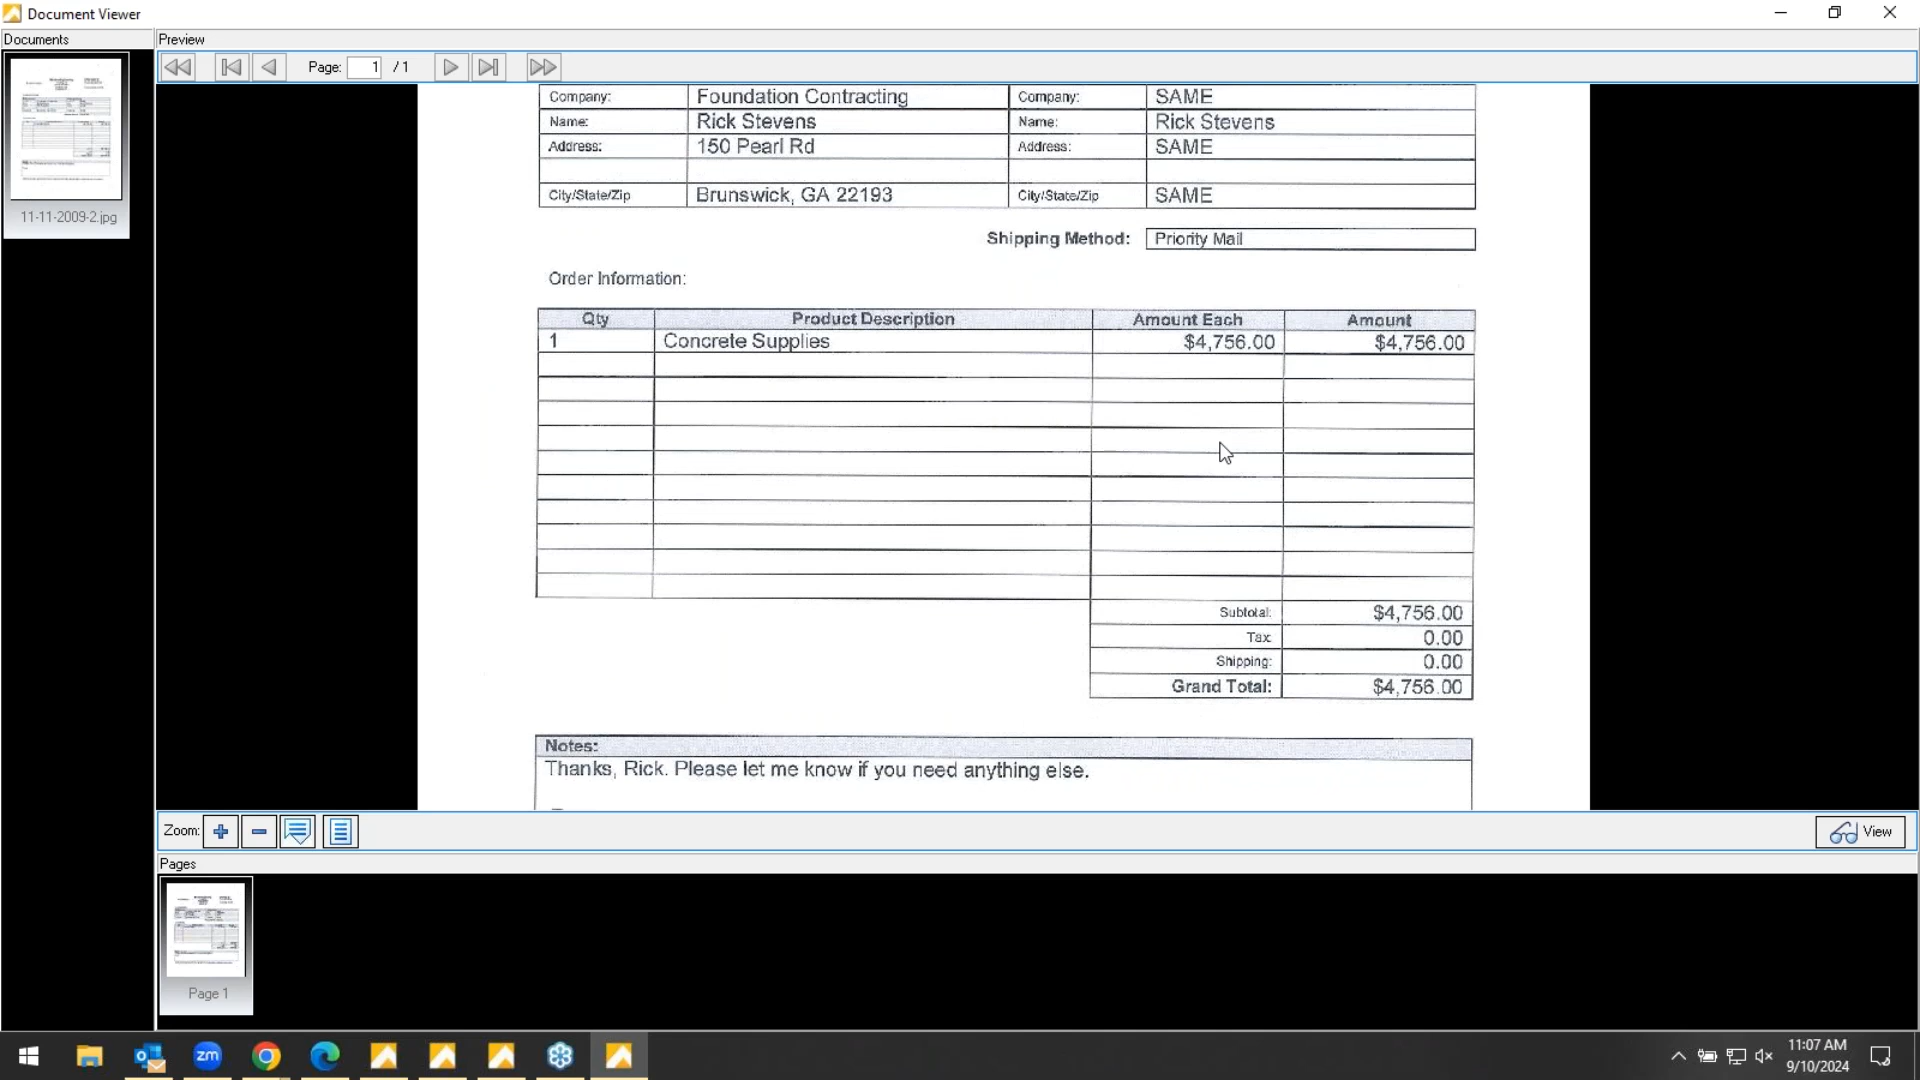 Document Viewer
Documents
Preview
Page: 1 / 1
11-11-2009-2.jpg
Company: Foundation Contracting Company: SAME
Name: Rick Stevens Name: Rick Stevens
Address: 150 Pearl Rd Address: SAME
City/State/Zip Brunswick, GA 22193 City/State/Zip SAME
Shipping Method: Priority Mail
Order Information:
Qty Product Description Amount Each Amount
1 Concrete Supplies $4,756.00 $4,756.00
Subtotal: $4,756.00
Tax 0.00
Shipping: 0.00
Grand Total: $4,756.00
Notes:
Thanks, Rick. Please let me know if you need anything else.
Zoom:
View
Pages
Page 1
zm
11:07 AM
9/10/2024